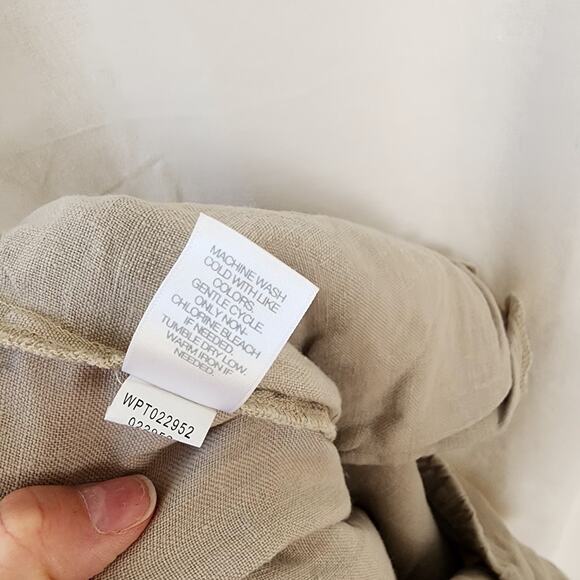 MACHINE WASH
COLD WITH LIKE
COLORS.
GENTLE CYCLE.
ONLY NON-
CHLORINE BLEACH
IF NEEDED.
TUMBLE DRY LOW.
WARM IRON IF
NEEDED.
WPT022952